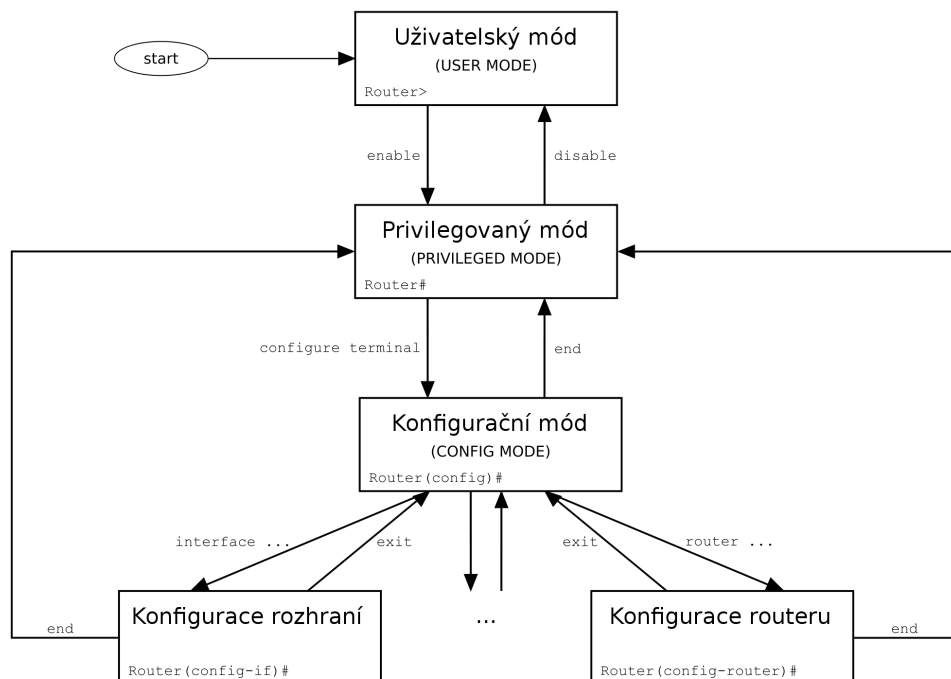 start
Uživatelský mód
(USER MODE)
Router>
enable
disable
Privilegovaný mód
(PRIVILEGED MODE)
Router#
configure terminal
end
Konfigurační mód
(CONFIG MODE)
Router(config)#
interface ...
exit
exit
router ...
Konfigurace rozhraní
...
Konfigurace routeru
end
end
Router(config-if)#
Router(config-router)#